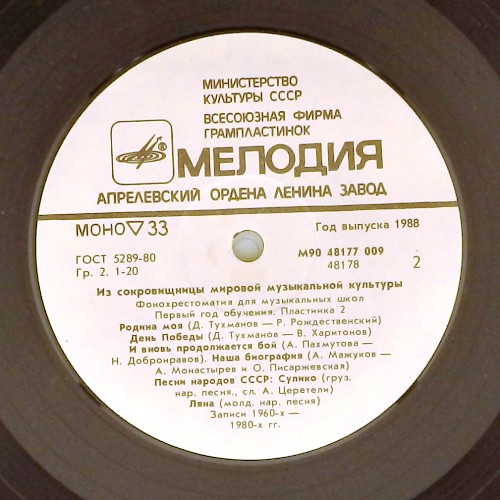 МИНИСТЕРСТВО
КУЛЬТУРЫ СССР
ВСЕСОЮЗНАЯ ФИРМА
ГРАМПЛАСТИНОК
МЕЛОДИЯ
АПРЕЛЕВСКИЙ ОРДЕНА ЛЕНИНА ЗАВОД
МОНО ▽ 33
Год выпуска 1988
ГОСТ 5289-80
Гр. 2. 1-20
М90 48177 009
48178
2
Из сокровищницы мировой музыкальной культуры
Фонохрестоматия для музыкальных школ
Первый год обучения. Пластинка 2
Родина моя (Д. Тухманов — Р. Рождественский)
День Победы (Д. Тухманов — В. Харитонов)
И вновь продолжается бой (А. Пахмутова —
Н. Добронравов). Наша биография (А. Мажуков —
А. Монастырев и О. Писаржевская)
Песни народов СССР: Сулико (груз.
нар. песня., сл. А. Церетели)
Ляна (молд. нар. песня)
Записи 1960-х —
1980-х гг.